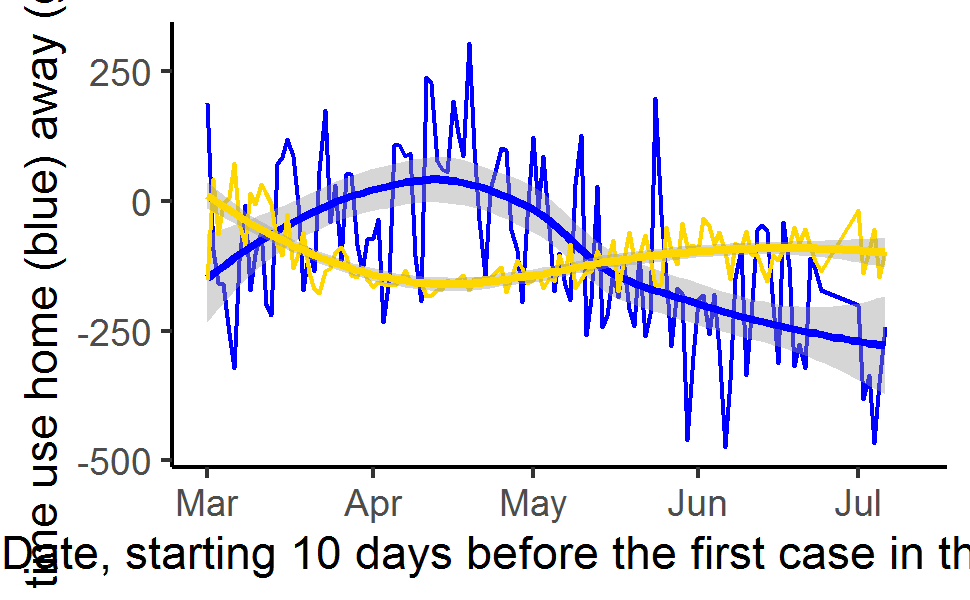 time use home (blue) away (g
250
0
-250
-500
Mar Apr May Jun Jul
Date, starting 10 days before the first case in th